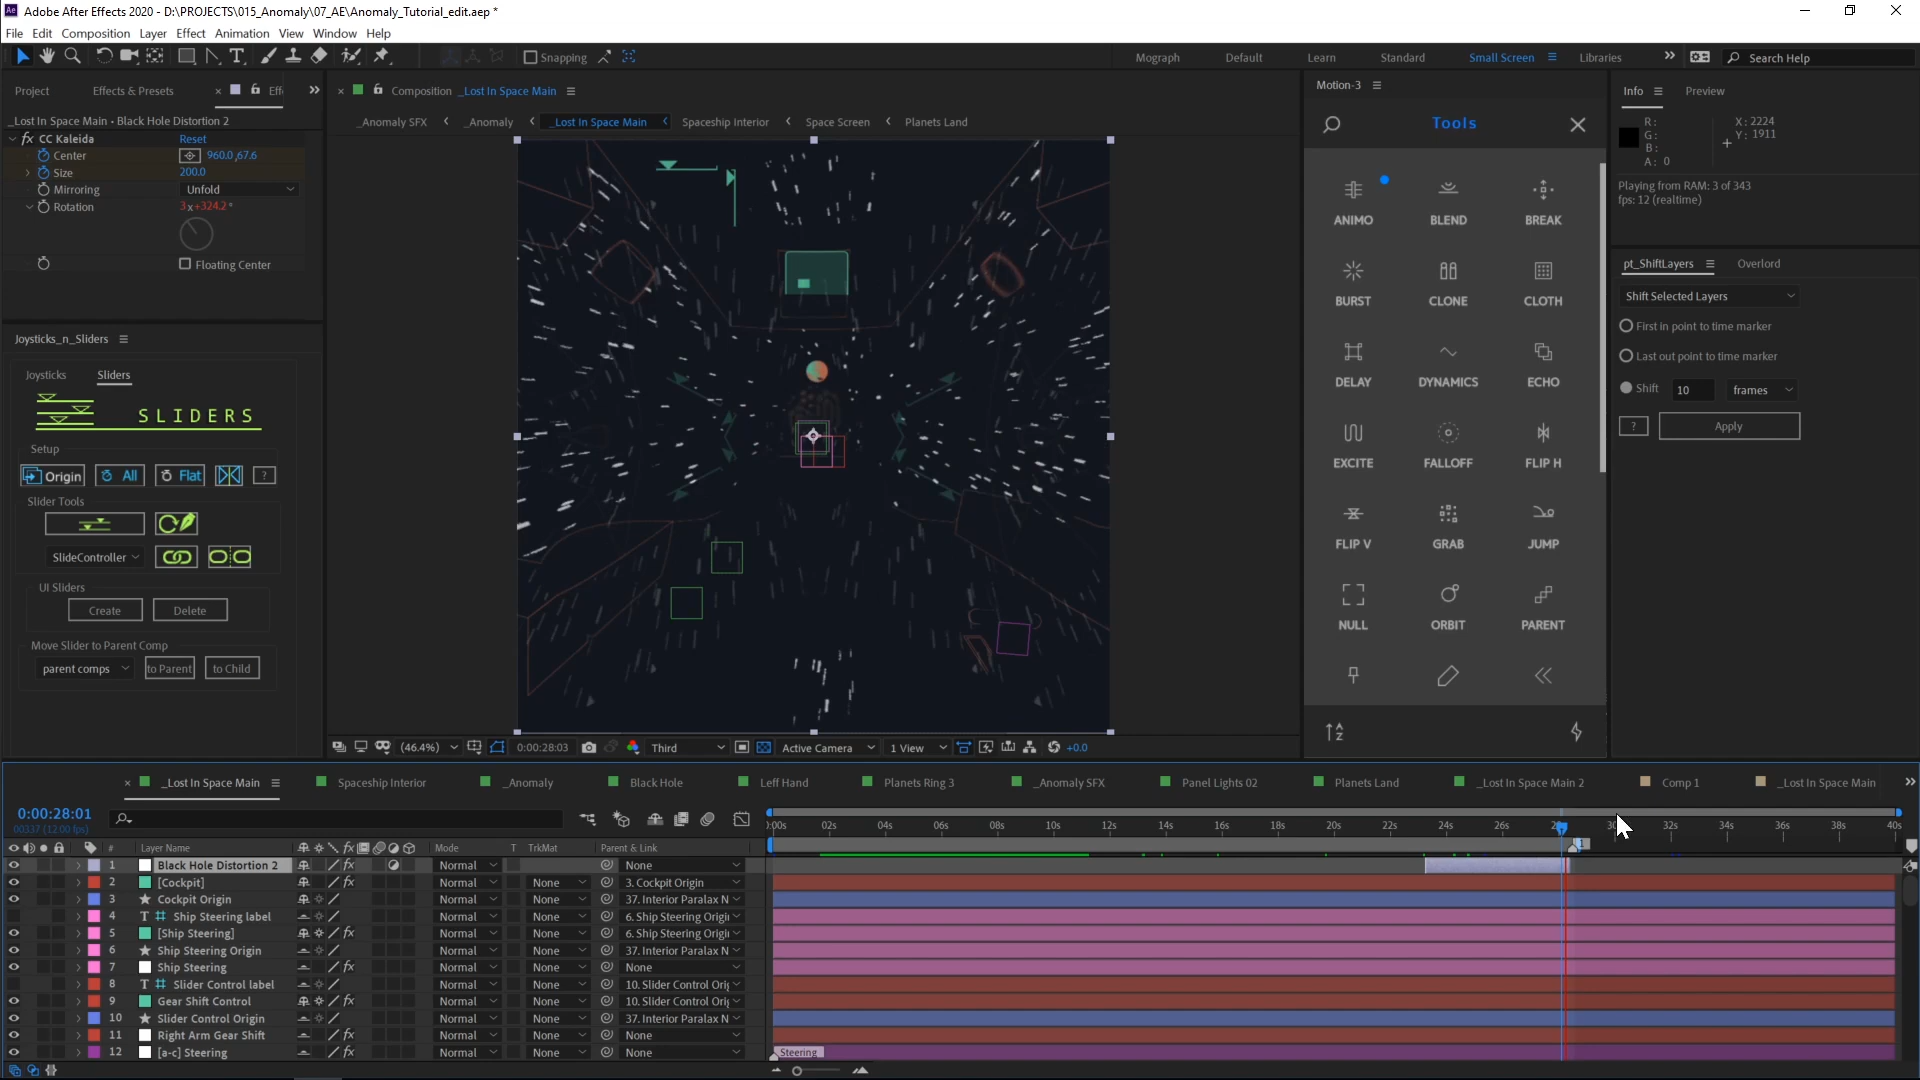 Adobe After Effects 2020 - D:\PROJECTS\015_Anomaly\07_AE\Anomaly_Tutorial_edit.aep *
File Edit Composition Layer Effect Animation View Window Help
Snapping Mograph Default Learn Standard Small Screen Libraries Search Help
Project Effects & Presets Eff
_Lost In Space Main • Black Hole Distortion 2
fx CC Kaleida Reset
Center 960.0,67.6
Size 200.0
Mirroring Unfold
Rotation 3x+324.2°
Floating Center
Joysticks_n_Sliders
Joysticks Sliders
SLIDERS
Setup
Origin All Flat ?
Slider Tools
SlideController
UI Sliders
Create Delete
Move Slider to Parent Comp
parent comps to Parent to Child
Composition _Lost In Space Main
_Anomaly SFX _Anomaly _Lost In Space Main Spaceship Interior Space Screen Planets Land
(46.4%) 0:00:28:03 Third Active Camera 1 View +0.0
Motion-3
Tools
ANIMO BLEND BREAK
BURST CLONE CLOTH
DELAY DYNAMICS ECHO
EXCITE FALLOFF FLIP H
FLIP V GRAB JUMP
NULL ORBIT PARENT
Info Preview
R: X: 2224
G: Y: 1911
B:
A: 0
Playing from RAM: 3 of 343
fps: 12 (realtime)
pt_ShiftLayers Overlord
Shift Selected Layers
First in point to time marker
Last out point to time marker
Shift 10 frames
? Apply
_Lost In Space Main Spaceship Interior _Anomaly Black Hole Leff Hand Planets Ring 3 _Anomaly SFX Panel Lights 02 Planets Land _Lost In Space Main 2 Comp 1 _Lost In Space Main
0:00:28:01
00337 (12.00 fps)
:00s 02s 04s 06s 08s 10s 12s 14s 16s 18s 20s 22s 24s 26s 32s 34s 36s 38s 40s
# Layer Name Mode T TrkMat Parent & Link
1 Black Hole Distortion 2 Normal None
2 [Cockpit] Normal None 3. Cockpit Origin
3 Cockpit Origin Normal None 37. Interior Paralax N
4 T Ship Steering label Normal None 6. Ship Steering Origin
5 [Ship Steering] Normal None 6. Ship Steering Origin
6 Ship Steering Origin Normal None 37. Interior Paralax N
7 Ship Steering Normal None None
8 T Slider Control label Normal None 10. Slider Control Orig
9 Gear Shift Control Normal None 10. Slider Control Orig
10 Slider Control Origin Normal None 37. Interior Paralax N
11 Right Arm Gear Shift Normal None None
12 [a-c] Steering Normal None None
Steering